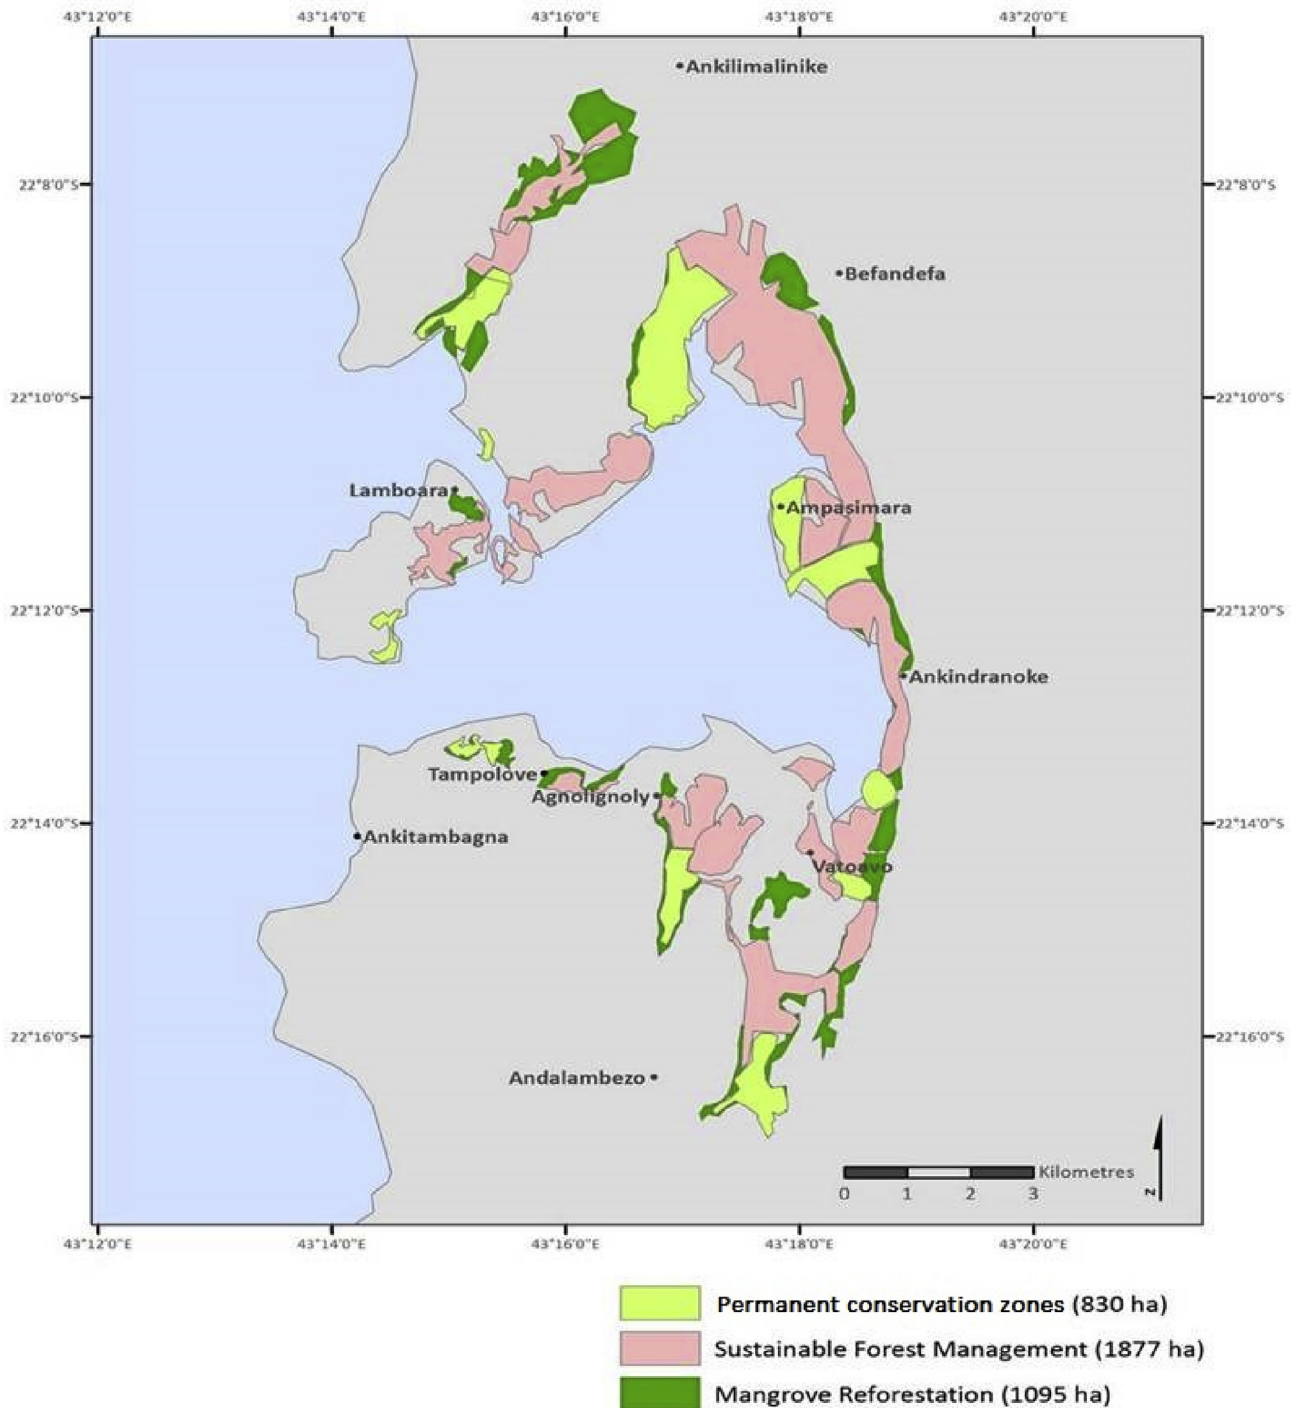 43°12'0"E 43°14'0"E 43°16'0"E 43°18'0"E 43°20'0"E
Ankilimalinike
22°8'0"S 22°8'0"S
Befandefa
22°10'0"S 22°10'0"S
Lamboara
Ampasimara
22°12'0"S 22°12'0"S
Ankindranoke
Tampolove
Agnolignoly
22°14'0"S 22°14'0"S
Ankitambagna
Vatoavo
22°16'0"S 22°16'0"S
Andalambezo
Kilometres
0 1 2 3
N
43°12'0"E 43°14'0"E 43°16'0"E 43°18'0"E 43°20'0"E
Permanent conservation zones (830 ha)
Sustainable Forest Management (1877 ha)
Mangrove Reforestation (1095 ha)